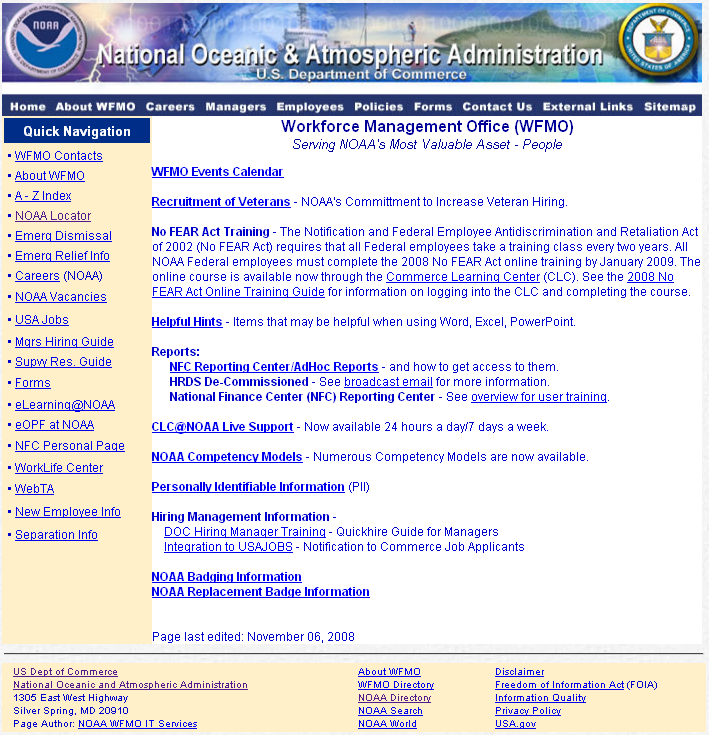 NOAA
National Oceanic & Atmospheric Administration
U.S. Department of Commerce
Home About WFMO Careers Managers Employees Policies Forms Contact Us External Links Sitemap
Quick Navigation
WFMO Contacts
About WFMO
A - Z Index
NOAA Locator
Emerg Dismissal
Emerg Relief Info
Careers (NOAA)
NOAA Vacancies
USA Jobs
Mgrs Hiring Guide
Supvy Res. Guide
Forms
eLearning@NOAA
eOPF at NOAA
NFC Personal Page
WorkLife Center
WebTA
New Employee Info
Separation Info
Workforce Management Office (WFMO)
Serving NOAA's Most Valuable Asset - People
WFMO Events Calendar
Recruitment of Veterans - NOAA's Committment to Increase Veteran Hiring.
No FEAR Act Training - The Notification and Federal Employee Antidiscrimination and Retaliation Act
of 2002 (No FEAR Act) requires that all Federal employees take a training class every two years. All
NOAA Federal employees must complete the 2008 No FEAR Act online training by January 2009. The
online course is available now through the Commerce Learning Center (CLC). See the 2008 No
FEAR Act Online Training Guide for information on logging into the CLC and completing the course.
Helpful Hints - Items that may be helpful when using Word, Excel, PowerPoint.
Reports:
NFC Reporting Center/AdHoc Reports - and how to get access to them.
HRDS De-Commissioned - See broadcast email for more information.
National Finance Center (NFC) Reporting Center - See overview for user training.
CLC@NOAA Live Support - Now available 24 hours a day/7 days a week.
NOAA Competency Models - Numerous Competency Models are now available.
Personally Identifiable Information (PII)
Hiring Management Information -
DOC Hiring Manager Training - Quickhire Guide for Managers
Integration to USAJOBS - Notification to Commerce Job Applicants
NOAA Badging Information
NOAA Replacement Badge Information
Page last edited: November 06, 2008
US Dept of Commerce
National Oceanic and Atmospheric Administration
1305 East West Highway
Silver Spring, MD 20910
Page Author: NOAA WFMO IT Services
About WFMO
WFMO Directory
NOAA Directory
NOAA Search
NOAA World
Disclaimer
Freedom of Information Act (FOIA)
Information Quality
Privacy Policy
USA.gov